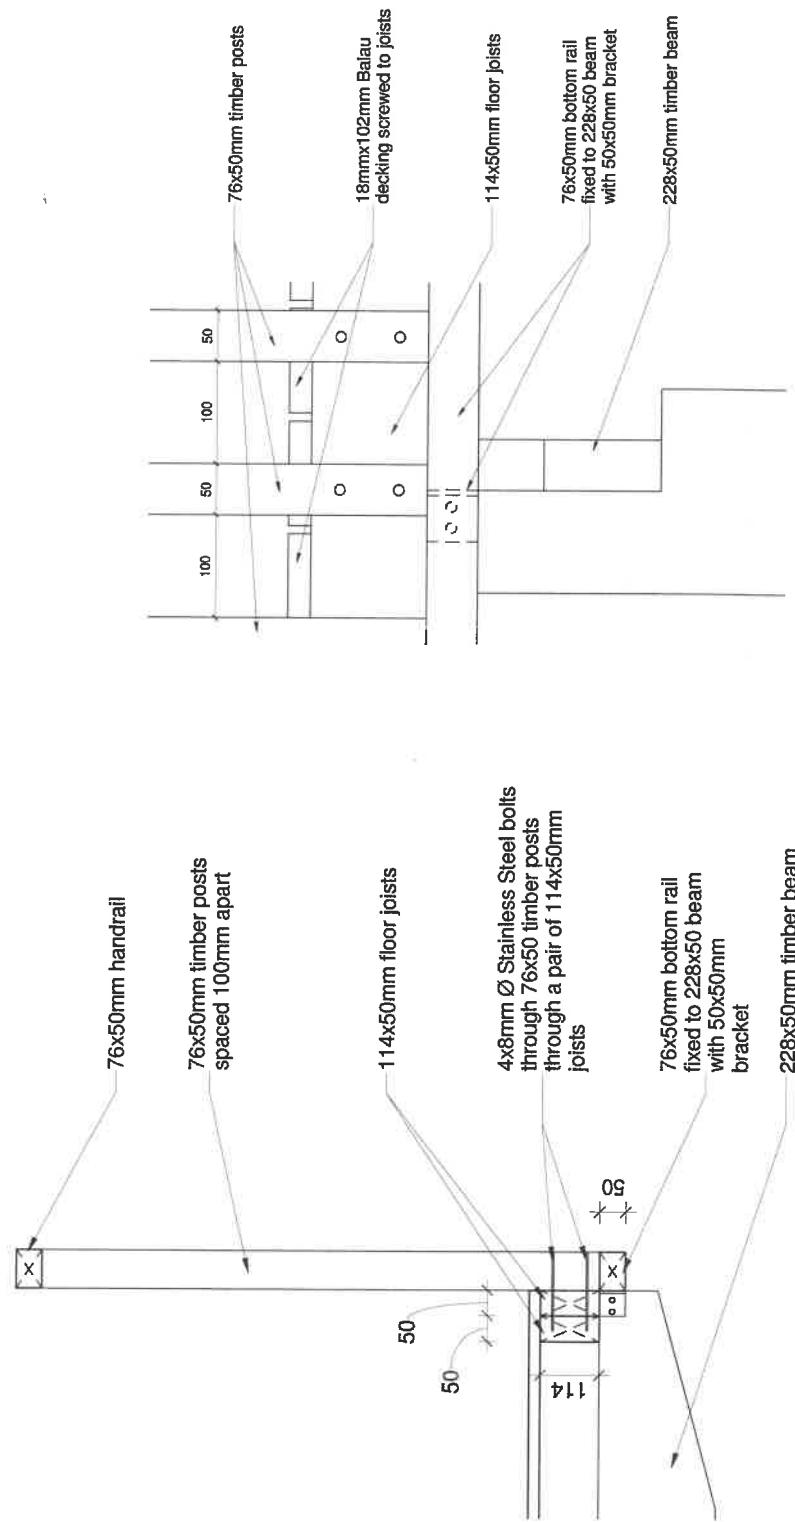 76x50mm timber posts
18mmx102mm Balau
decking screwed to joists
114x50mm floor joists
76x50mm bottom rail
fixed to 228x50 beam
with 50x50mm bracket
228x50mm timber beam
50
100
50
100
76x50mm handrail
76x50mm timber posts
spaced 100mm apart
114x50mm floor joists
4x8mm Ø Stainless Steel bolts
through 76x50 timber posts
through a pair of 114x50mm
joists
76x50mm bottom rail
fixed to 228x50 beam
with 50x50mm
bracket
228x50mm timber beam
50
50
50
114